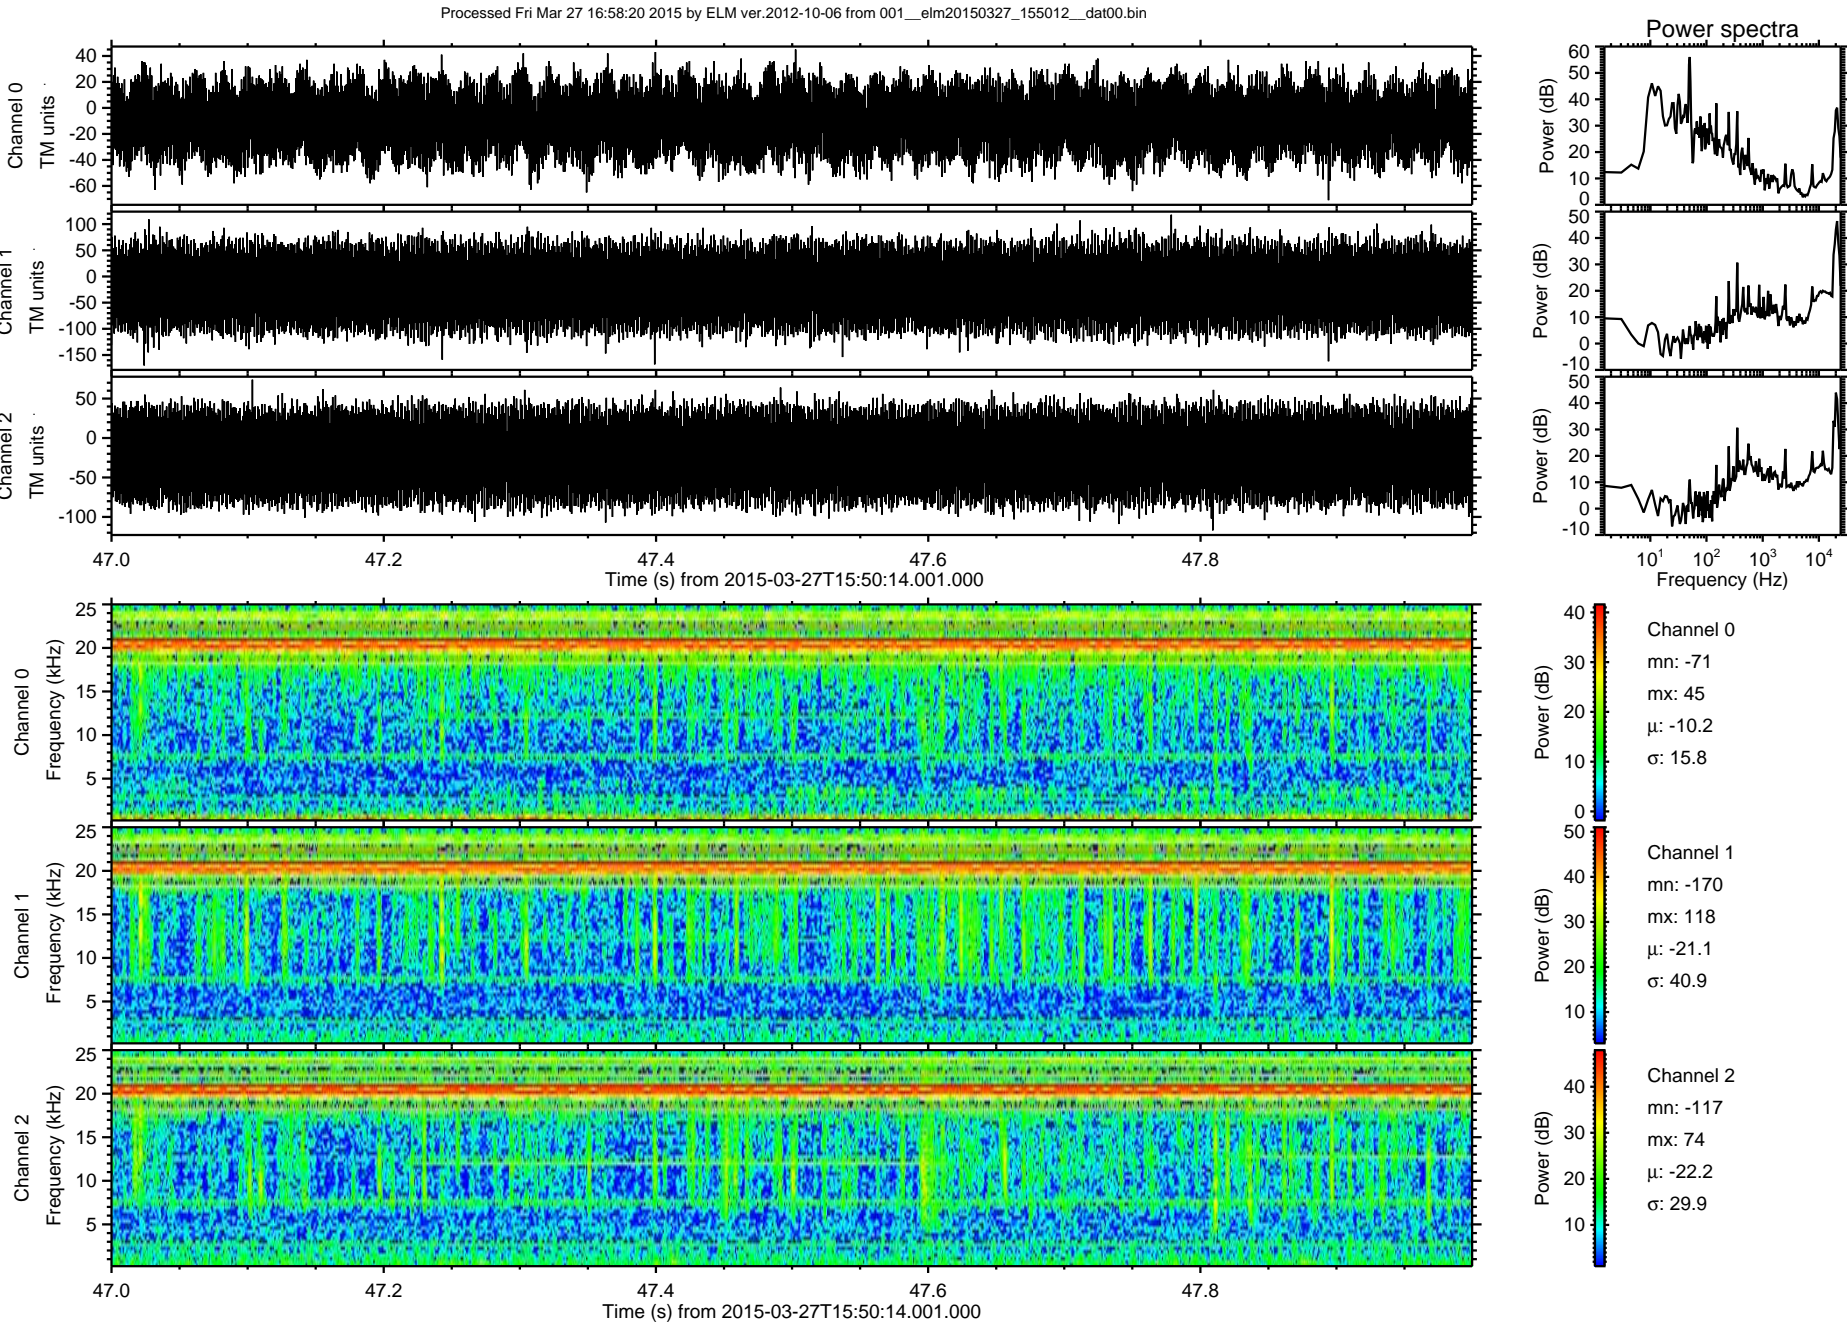 Processed Fri Mar 27 16:58:20 2015 by ELM ver.2012-10-06 from 001__elm20150327_155012__dat00.bin
Power spectra
Channel 0
TM units
40
20
0
-20
-40
-60
Power (dB)
60
50
40
30
20
10
0
Channel 1
TM units
100
50
0
-50
-100
-150
Power (dB)
50
40
30
20
10
0
-10
Channel 2
TM units
50
0
-50
-100
Power (dB)
50
40
30
20
10
0
-10
47.0 47.2 47.4 47.6 47.8
Time (s) from 2015-03-27T15:50:14.001.000
10^1 10^2 10^3 10^4
Frequency (Hz)
Channel 0
Frequency (kHz)
25
20
15
10
5
Power (dB)
40
30
20
10
0
Channel 0
mn: -71
mx: 45
μ: -10.2
σ: 15.8
Channel 1
Frequency (kHz)
25
20
15
10
5
Power (dB)
50
40
30
20
10
Channel 1
mn: -170
mx: 118
μ: -21.1
σ: 40.9
Channel 2
Frequency (kHz)
25
20
15
10
5
Power (dB)
40
30
20
10
Channel 2
mn: -117
mx: 74
μ: -22.2
σ: 29.9
47.0 47.2 47.4 47.6 47.8
Time (s) from 2015-03-27T15:50:14.001.000